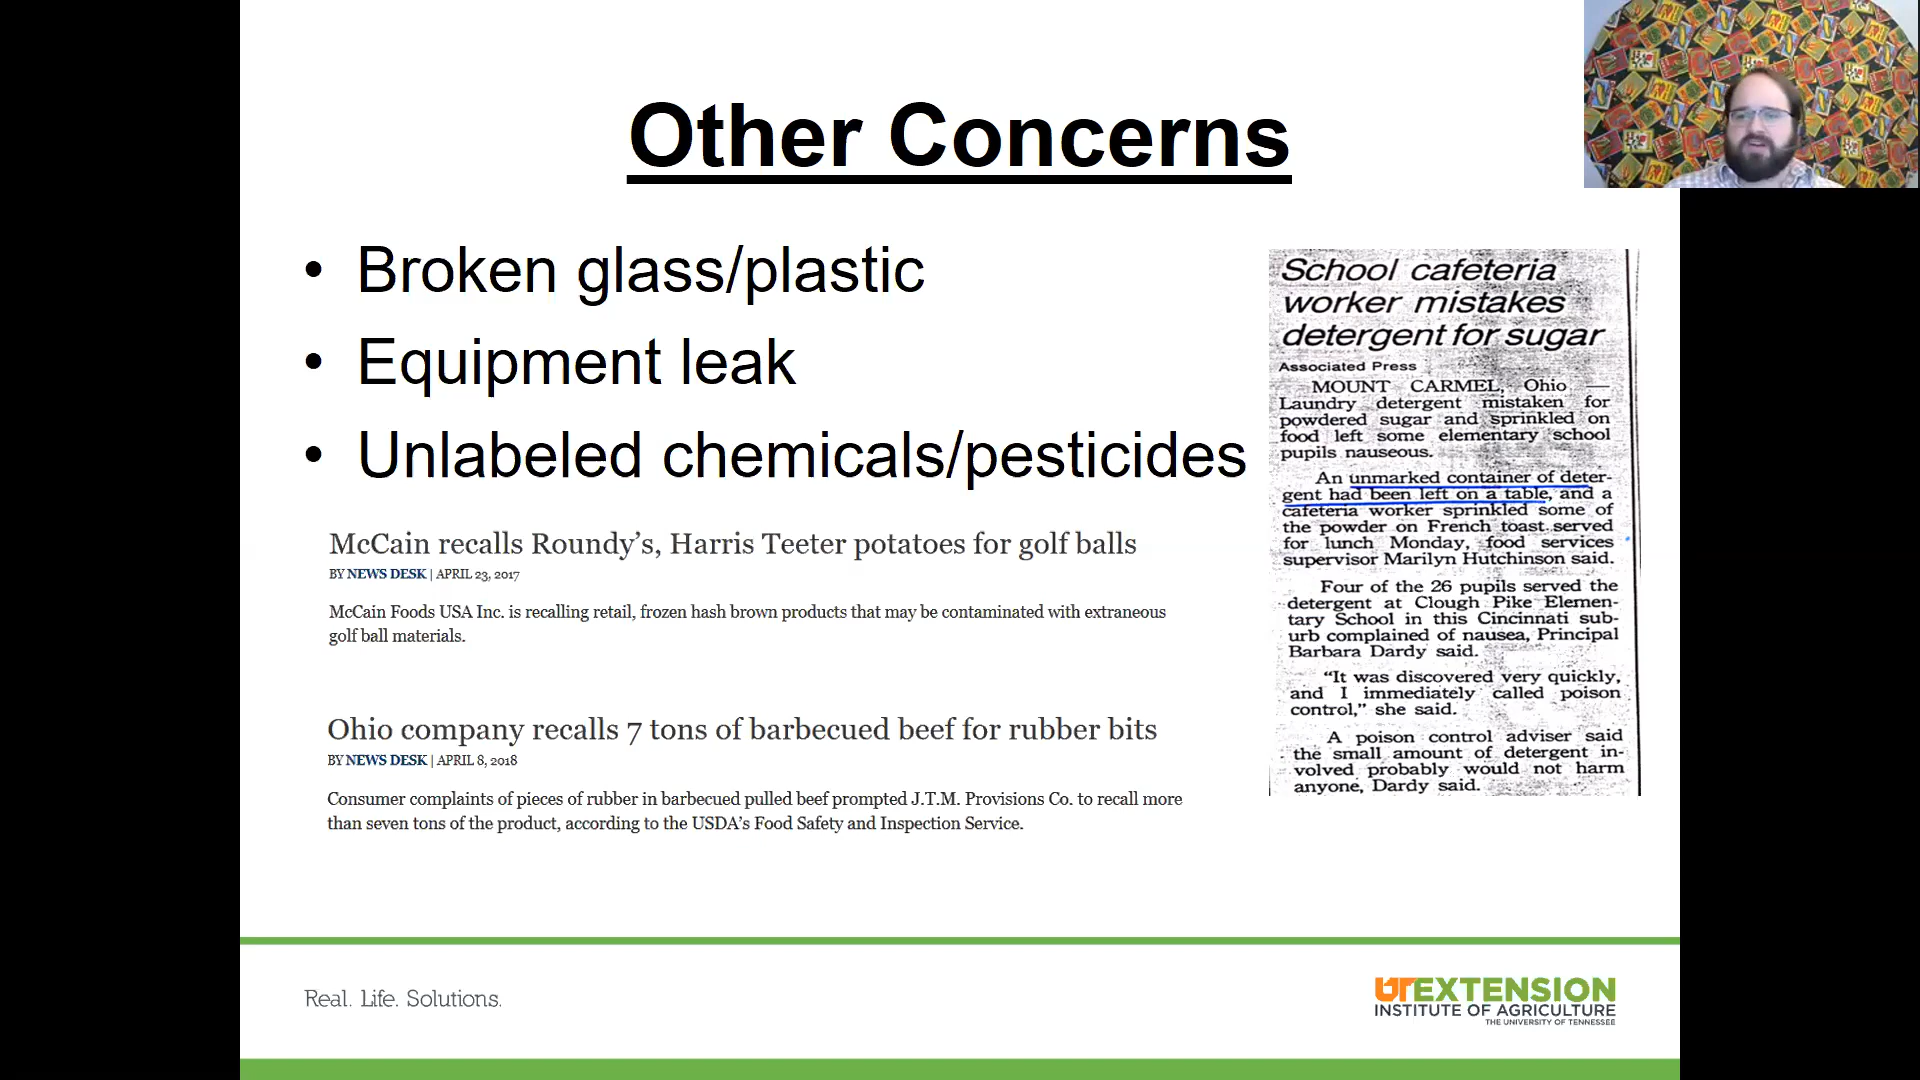 Other Concerns
• Broken glass/plastic
• Equipment leak
• Unlabeled chemicals/pesticides
McCain recalls Roundy's, Harris Teeter potatoes for golf balls
BY NEWS DESK | APRIL 23, 2017
McCain Foods USA Inc. is recalling retail, frozen hash brown products that may be contaminated with extraneous
golf ball materials.
Ohio company recalls 7 tons of barbecued beef for rubber bits
BY NEWS DESK | APRIL 8, 2018
Consumer complaints of pieces of rubber in barbecued pulled beef prompted J.T.M. Provisions Co. to recall more
than seven tons of the product, according to the USDA's Food Safety and Inspection Service.
School cafeteria
worker mistakes
detergent for sugar
Associated Press
MOUNT CARMEL, Ohio —
Laundry detergent mistaken for
powdered sugar and sprinkled on
food left some elementary school
pupils nauseous.
An unmarked container of deter-
gent had been left on a table, and a
cafeteria worker sprinkled some of
the powder on French toast served
for lunch Monday, food services
supervisor Marilyn Hutchinson said.
Four of the 26 pupils served the
detergent at Clough Pike Elemen-
tary School in this Cincinnati sub-
urb complained of nausea, Principal
Barbara Dardy said.
"It was discovered very quickly,
and I immediately called poison
control," she said.
A poison control adviser said
the small amount of detergent in-
volved probably would not harm
anyone, Dardy said.
Real. Life. Solutions.
UT EXTENSION
INSTITUTE OF AGRICULTURE
THE UNIVERSITY OF TENNESSEE